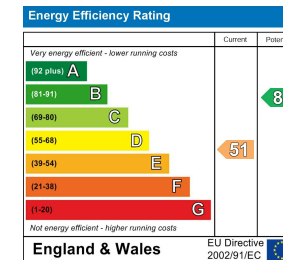 Energy Efficiency Rating
Current
Very energy efficient - lower running costs
(92 plus) A
(81-91) B
(69-80) C
(55-68) D
(39-54) E
51
(21-38) F
(1-20) G
Not energy efficient - higher running costs
England & Wales
EU Directive
2002/91/EC